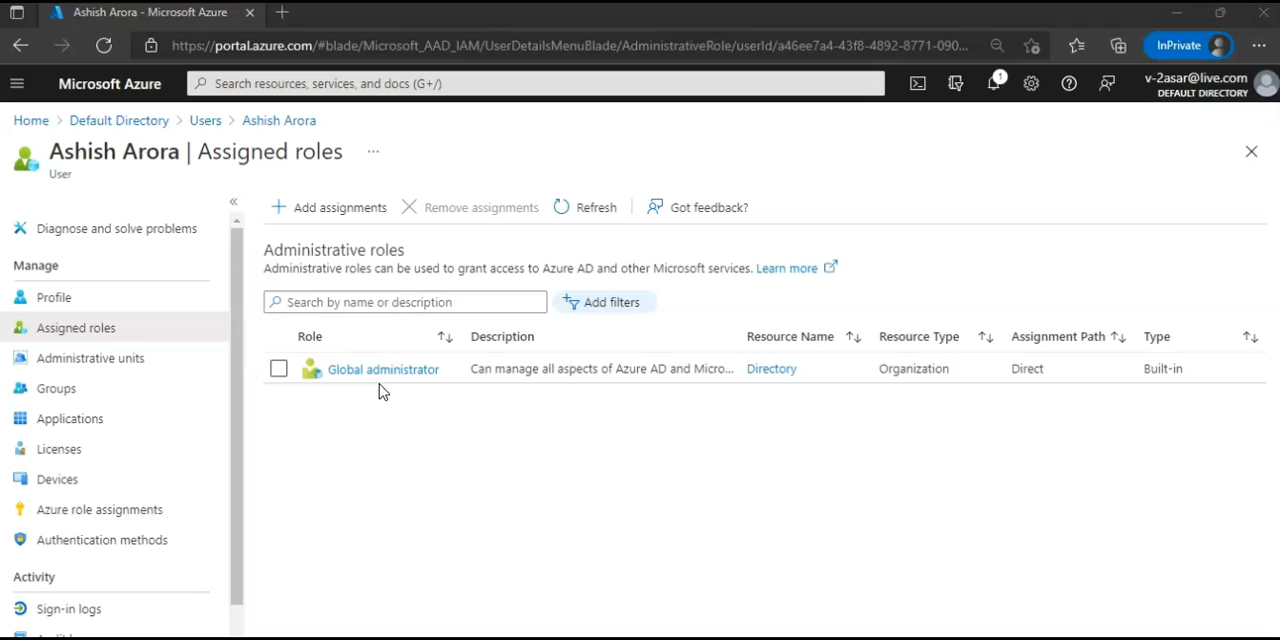 Ashish Arora - Microsoft Azure
https://portal.azure.com/#blade/Microsoft_AAD_IAM/UserDetailsMenuBlade/AdministrativeRole/userId/a46ee7a4-43f8-4892-8771-090...
InPrivate
Microsoft Azure
Search resources, services, and docs (G+/)
1
v-2asar@live.com
DEFAULT DIRECTORY
Home > Default Directory > Users > Ashish Arora
Ashish Arora | Assigned roles ...
User
Diagnose and solve problems
Manage
Profile
Assigned roles
Administrative units
Groups
Applications
Licenses
Devices
Azure role assignments
Authentication methods
Activity
Sign-in logs
Add assignments Remove assignments Refresh Got feedback?
Administrative roles
Administrative roles can be used to grant access to Azure AD and other Microsoft services. Learn more
Search by name or description Add filters
Role Description Resource Name Resource Type Assignment Path Type
Global administrator Can manage all aspects of Azure AD and Micro... Directory Organization Direct Built-in